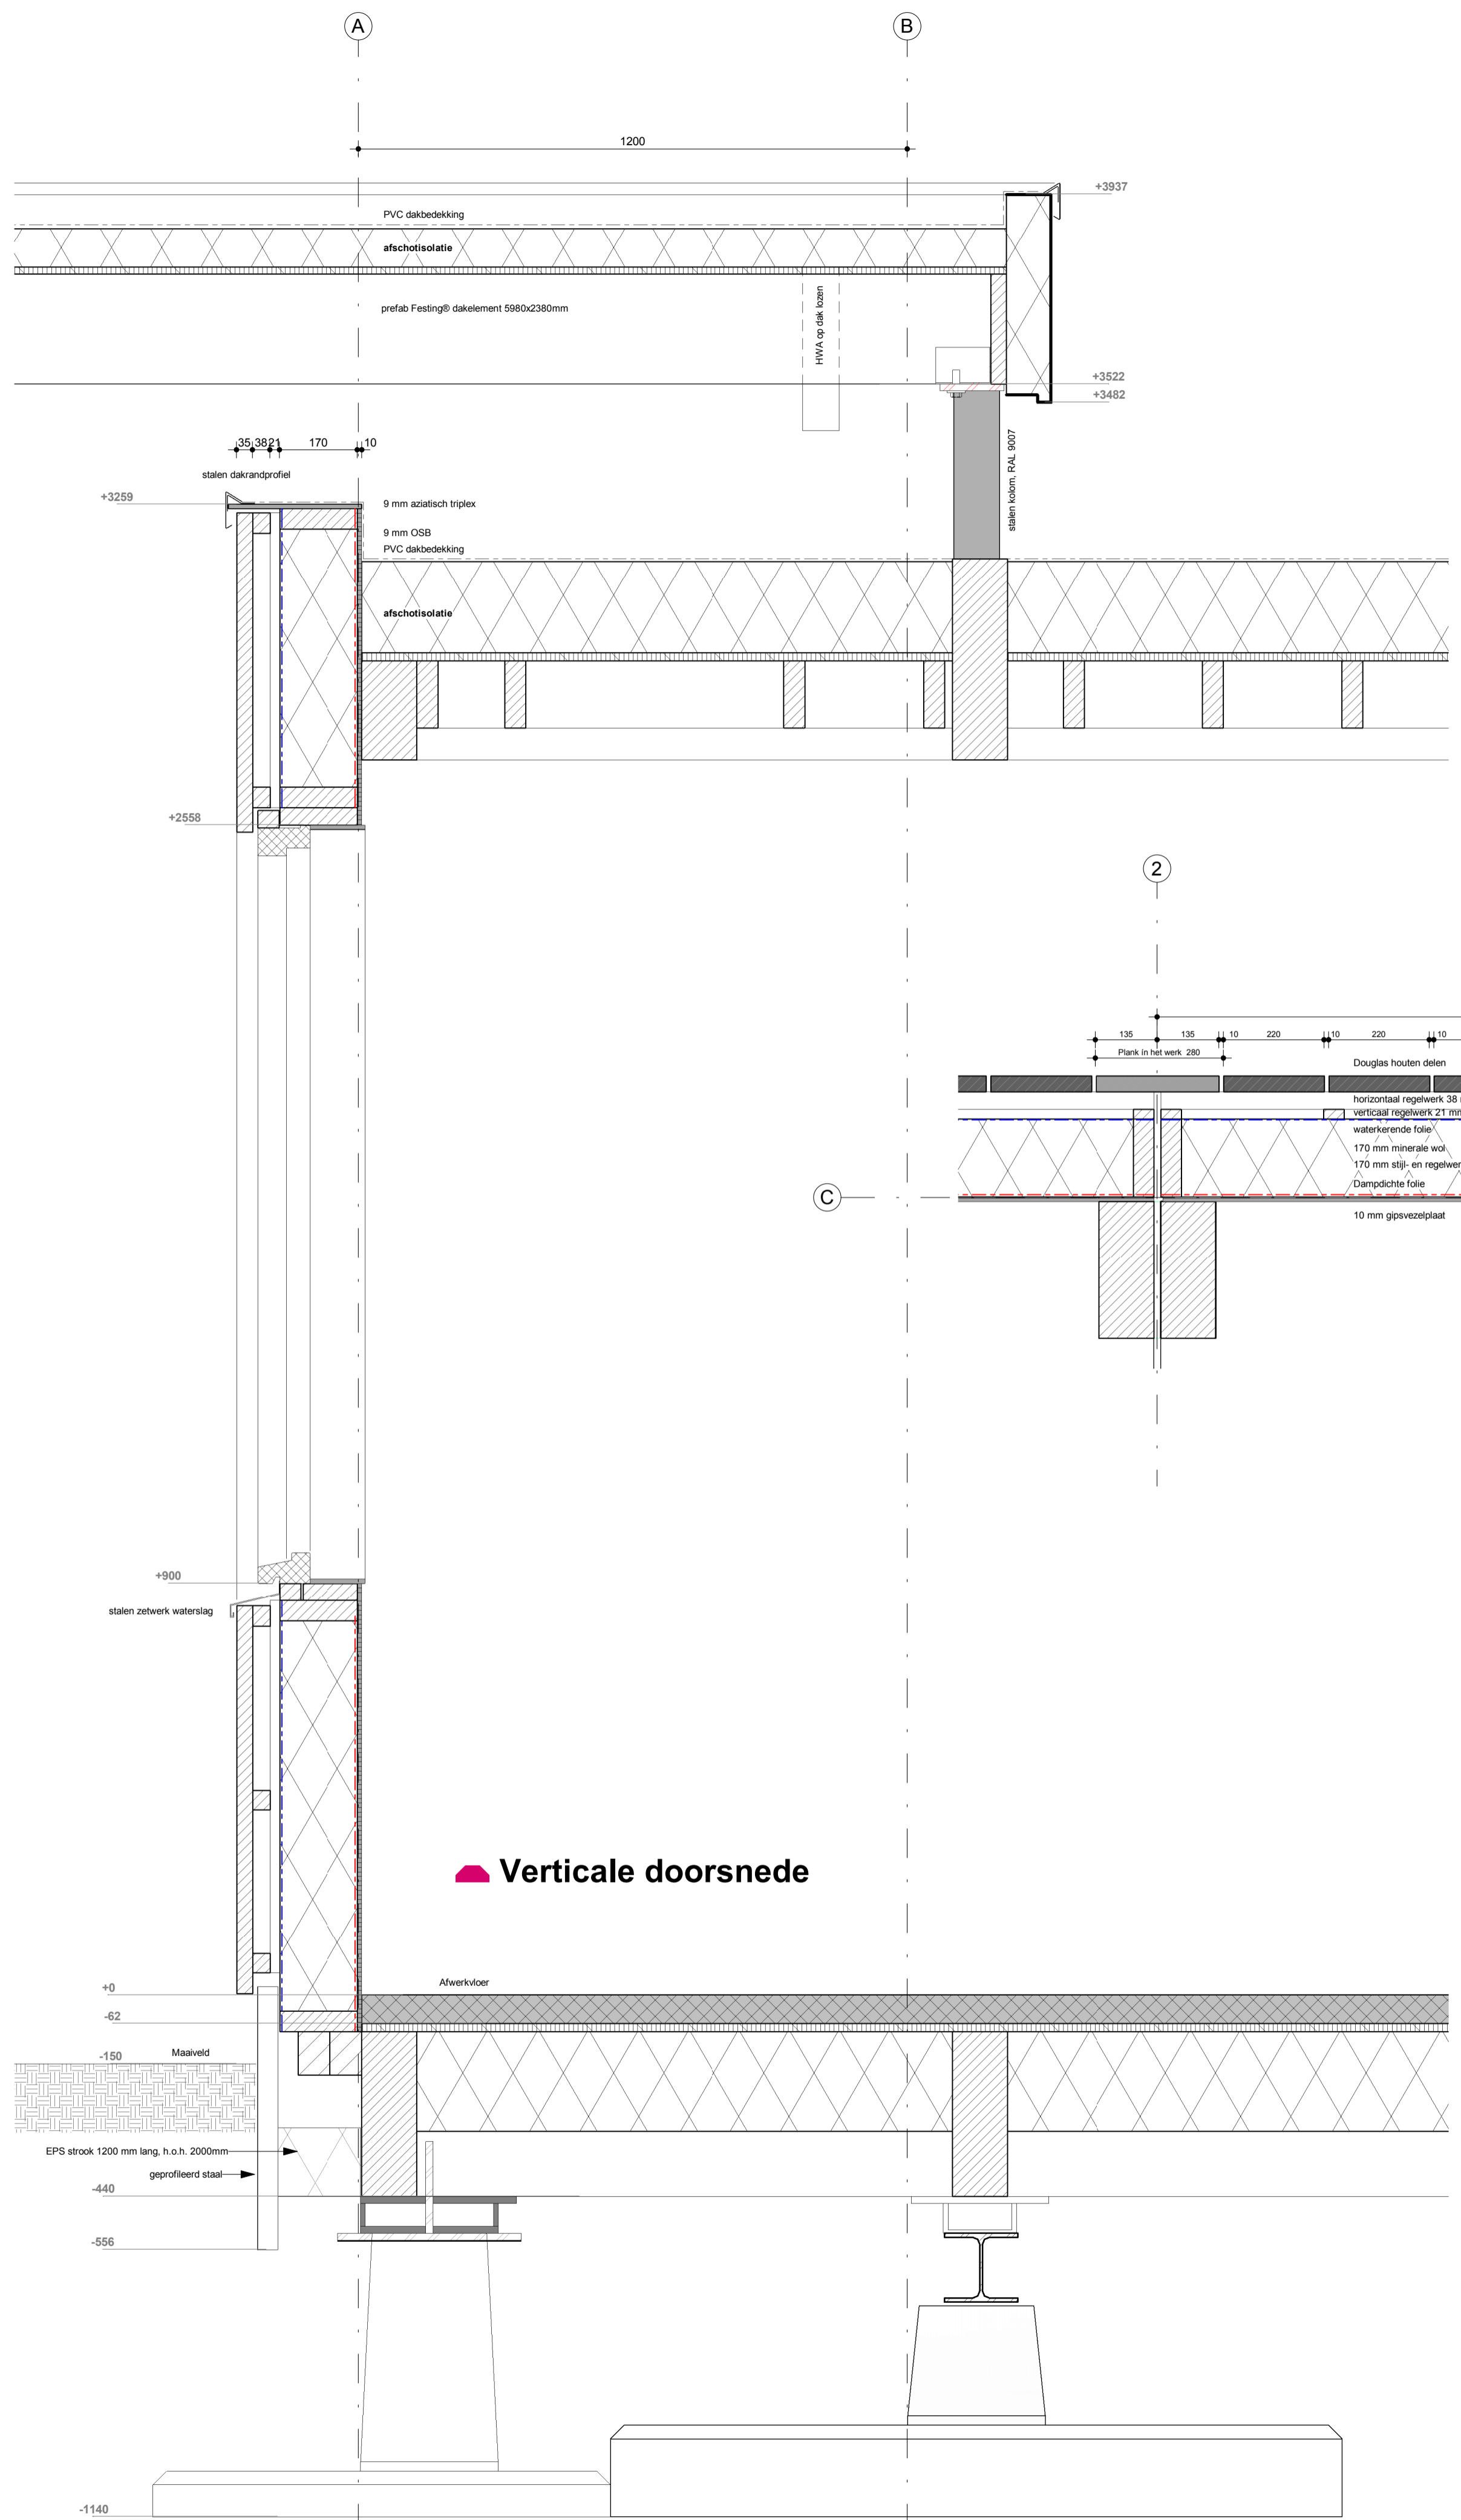 A
B
1200
+3937
PVC dakbedekking
afschotisolatie
prefab Festing® dakelement 5980x2380mm
HWA op dak lozen
+3522
+3482
35 38 21 170 10
stalen dakrandprofiel
stalen kolom, RAL 9007
+3259
9 mm aziatisch triplex
9 mm OSB
PVC dakbedekking
afschotisolatie
+2558
2
135 135 10 220 10 220 10
Plank in het werk 280
Douglas houten delen
horizontaal regelwerk 38
verticaal regelwerk 21
waterkerende folie
170 mm minerale wol
170 mm stijl- en
Dampdichte folie
C
10 mm gipsvezelplaat
+900
stalen zetwerk waterslag
Verticale doorsnede
+0
Afwerkvloer
-62
Maaiveld
-150
EPS strook 1200 mm lang, h.o.h. 2000mm
geprofileerd staal
-440
-556
-1140